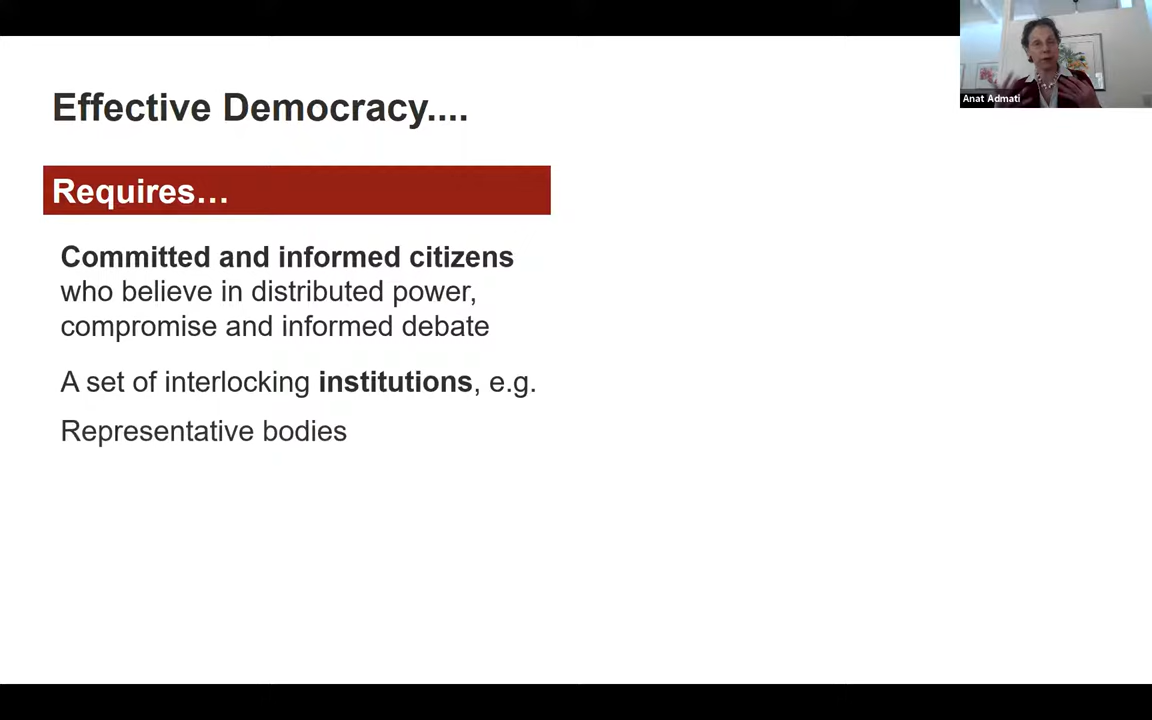 Effective Democracy....
Requires…
Committed and informed citizens
who believe in distributed power,
compromise and informed debate
A set of interlocking institutions, e.g.
Representative bodies
Anat Admati